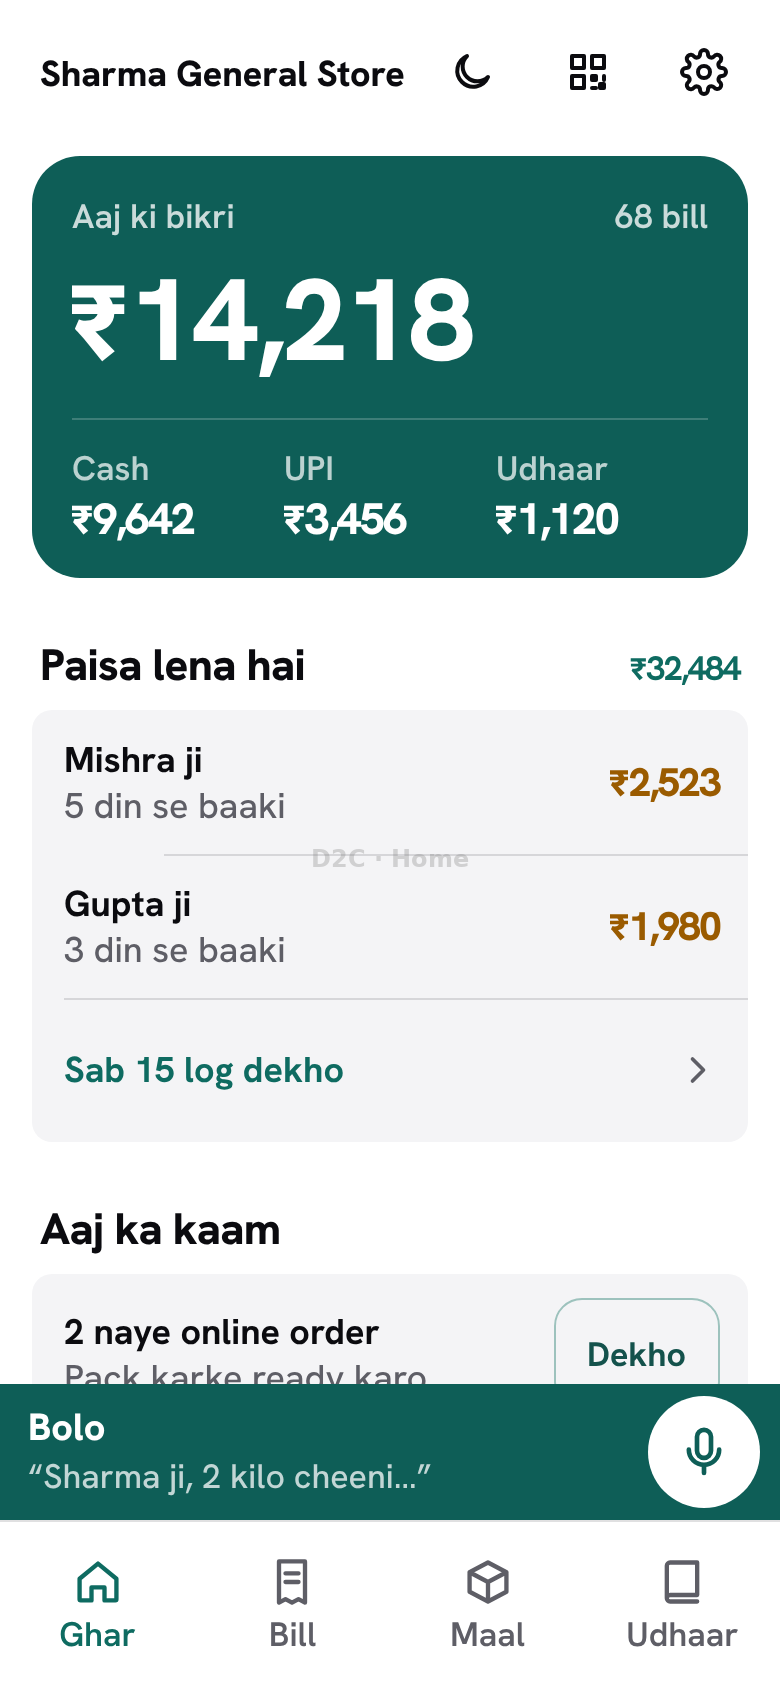 Sharma General Store
Aaj ki bikri 68 bill
₹14,218
Cash UPI Udhaar
₹9,642 ₹3,456 ₹1,120
Paisa lena hai ₹32,484
Mishra ji
₹2,523
5 din se baaki
D2C · Home
Gupta ji
₹1,980
3 din se baaki
Sab 15 log dekho
Aaj ka kaam
2 naye online order
Dekho
Pack karke ready karo
Bolo
“Sharma ji, 2 kilo cheeni…”
Ghar Bill Maal Udhaar